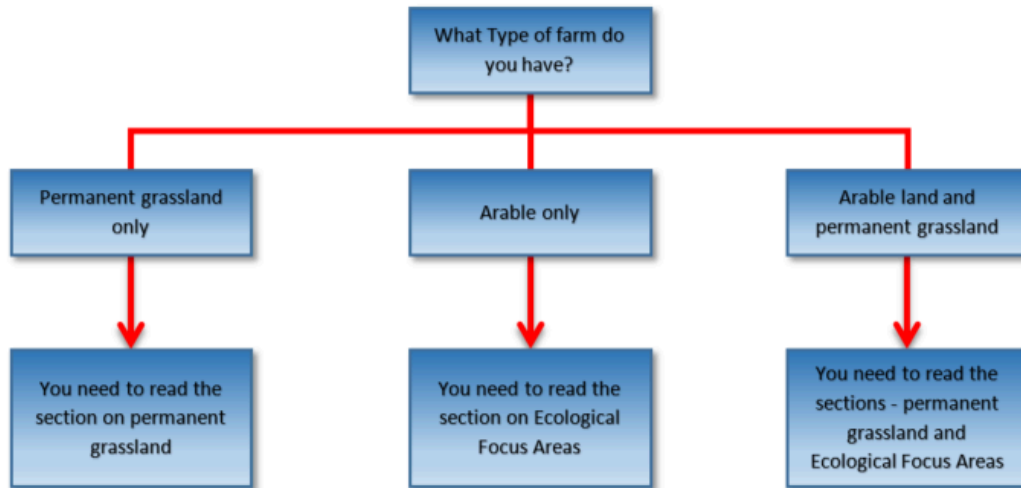 What Type of farm do
you have?
Permanent grassland
only
Arable only
Arable land and
permanent grassland
You need to read the
section on permanent
grassland
You need to read the
section on Ecological
Focus Areas
You need to read the
sections - permanent
grassland and
Ecological Focus Areas